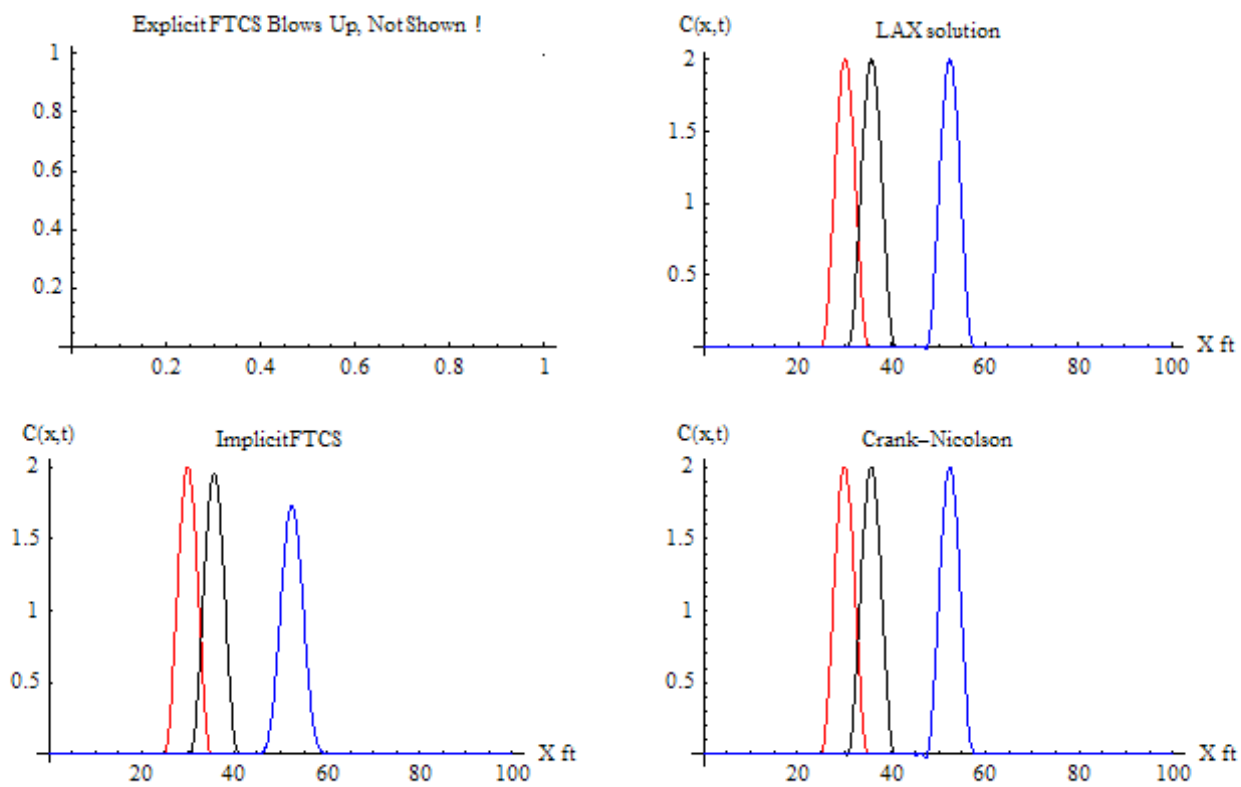 Explicit FTCS Blows Up, Not Shown !
1
0.8
0.6
0.4
0.2
0.2 0.4 0.6 0.8 1
C(x,t)
LAX solution
2
1.5
1
0.5
20 40 60 80 100
X ft
C(x,t)
Implicit FTCS
2
1.5
1
0.5
20 40 60 80 100
X ft
C(x,t)
Crank-Nicolson
2
1.5
1
0.5
20 40 60 80 100
X ft